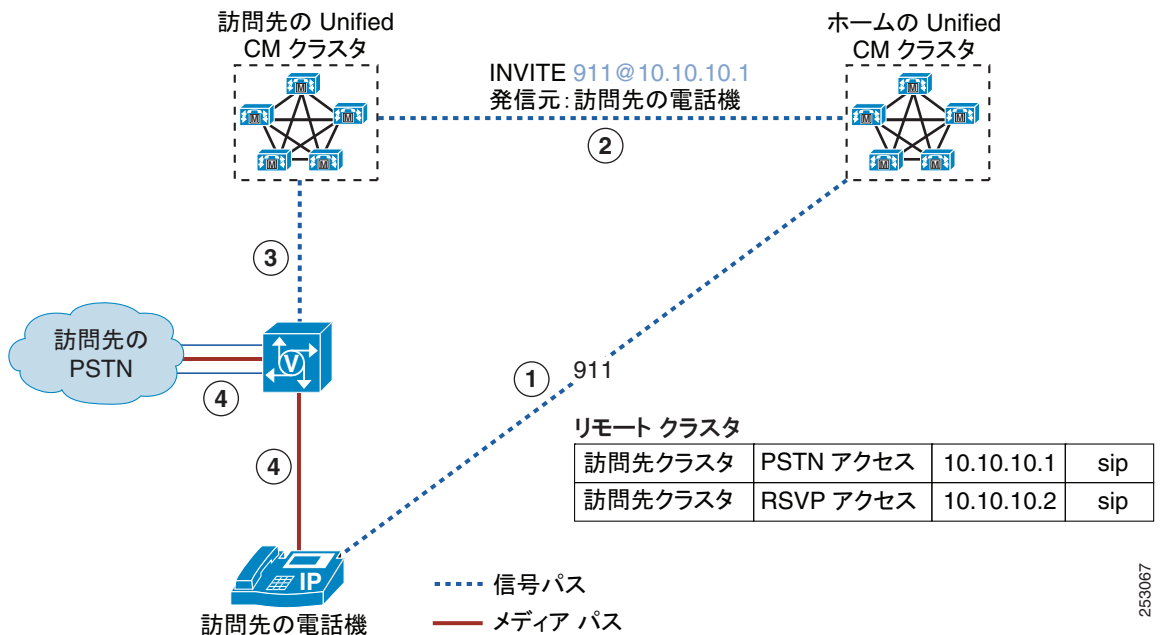 訪問先の Unified
CM クラスタ
ホームの Unified
CM クラスタ
M
M
M
M
M
M
M
M
M
M
INVITE 911@10.10.10.1
発信元：訪問先の電話機
2
3
訪問先の
PSTN
V
4
1
911
4
リモート クラスタ
訪問先クラスタ PSTN アクセス 10.10.10.1 sip
訪問先クラスタ RSVP アクセス 10.10.10.2 sip
IP
訪問先の電話機
信号パス
メディア パス
253067